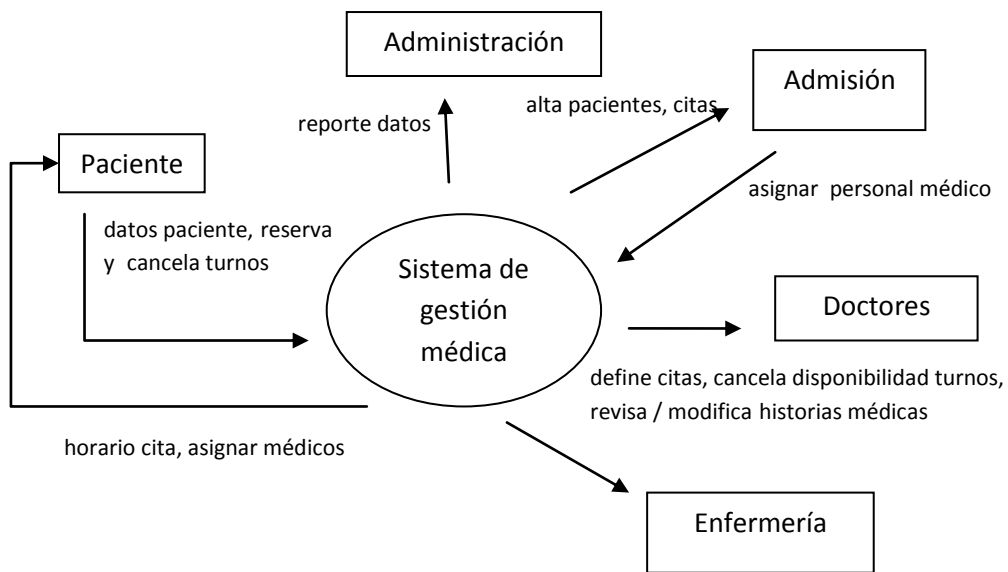 Administración
Admisión
alta pacientes, citas
reporte datos
Paciente
asignar personal médico
datos paciente, reserva
y cancela turnos
Sistema de
gestión
médica
Doctores
define citas, cancela disponibilidad turnos,
revisa / modifica historias médicas
horario cita, asignar médicos
Enfermería